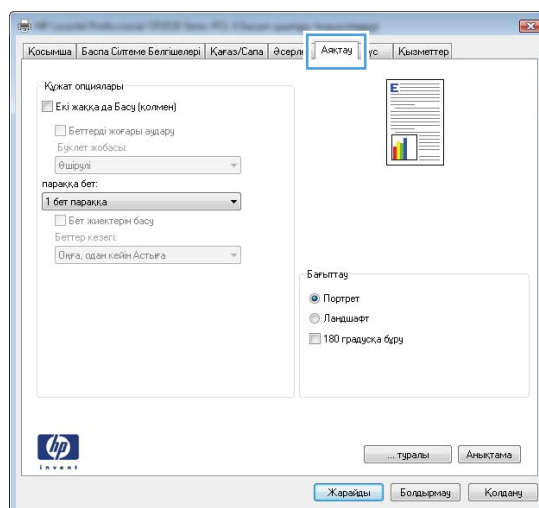 Қосымша
Баспа Сілтеме Белгішелері
Қағаз/Сапа
Әсерле
Аяқтау
ус
Қызметтер
Құжат опциялары
Екі жаққа да Басу (қолмен)
Беттерді жоғары аудару
Буклет жобасы:
Өшірулі
параққа бет:
1 бет параққа
Бет жиектерін басу
Беттер кезегі:
Оңға, одан кейін Астыға
E
Бағыттау
Портрет
Ландшафт
180 градусқа бұру
hp
invent
... туралы
Анықтама
Жарайды
Болдырмау
Қолдану